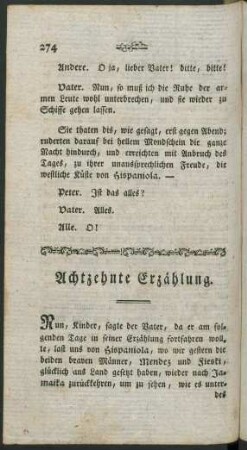 274
Andere. O ja, lieber Vater! bitte, bitte!
Vater. Nun, so muß ich die Ruhe der ar-
men Leute wohl unterbrechen, und sie wieder zu
Schiffe gehen lassen.
Sie thaten dis, wie gesagt, erst gegen Abend;
ruderten darauf bei hellem Mondschein die ganze
Nacht hindurch, und erreichten mit Anbruch des
Tages, zu ihrer unaussprechlichen Freude, die
westliche Küste von Hispaniola. —
Peter. Ist das alles?
Vater. Alles.
Alle. O!
Achtzehnte Erzählung.
Nun, Kinder, sagte der Vater, da er am fol-
genden Tage in seiner Erzählung fortfahren woll-
te, laßt uns von Hispaniola, wo wir gestern die
beiden braven Männer, Mendez und Fieski,
glücklich ans Land gesetzt haben, wieder nach Ja-
maika zurückkehren, um zu sehen, wie es unter-
des